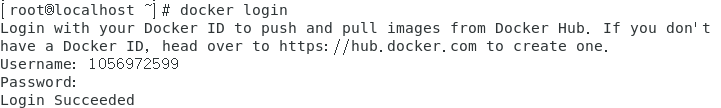 [root@localhost ~]# docker login
Login with your Docker ID to push and pull images from Docker Hub. If you don't
have a Docker ID, head over to https://hub.docker.com to create one.
Username: 1056972599
Password:
Login Succeeded